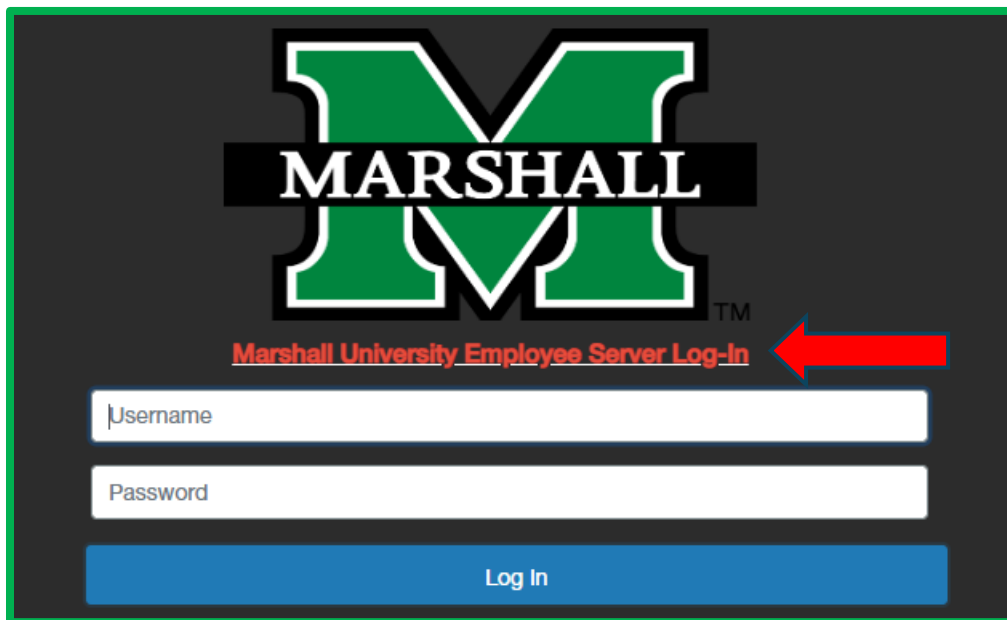 MARSHALL
TM
Marshall University Employee Server Log-In
Username
Password
Log In